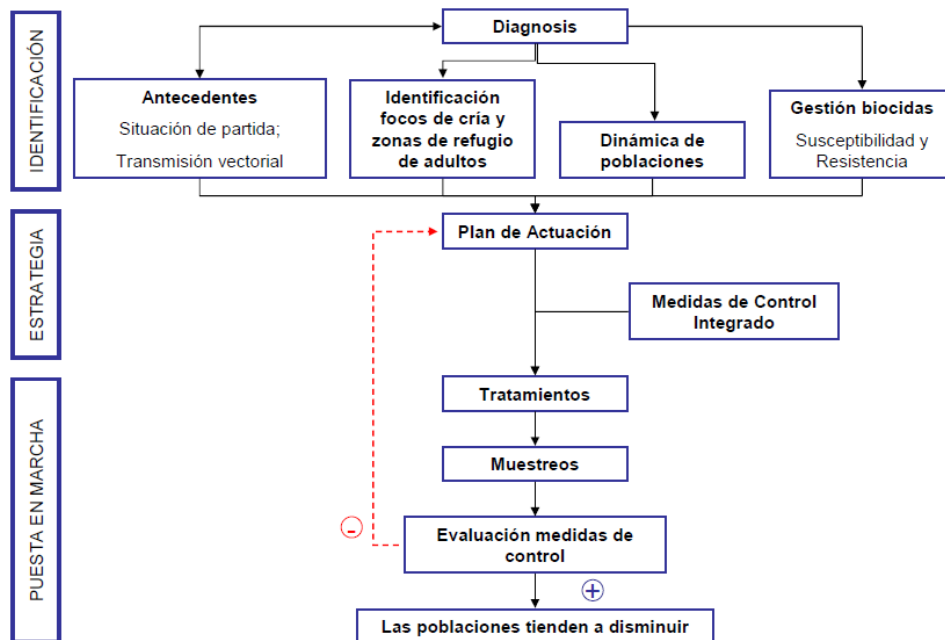 IDENTIFICACIÓN
Diagnosis
Antecedentes
Situación de partida;
Transmisión vectorial
Identificación
focos de cría y
zonas de refugio
de adultos
Dinámica de
poblaciones
Gestión biocidas
Susceptibilidad y
Resistencia
ESTRATEGIA
Plan de Actuación
Medidas de Control
Integrado
PUESTA EN MARCHA
Tratamientos
Muestreos
-
Evaluación medidas de
control
+
Las poblaciones tienden a disminuir